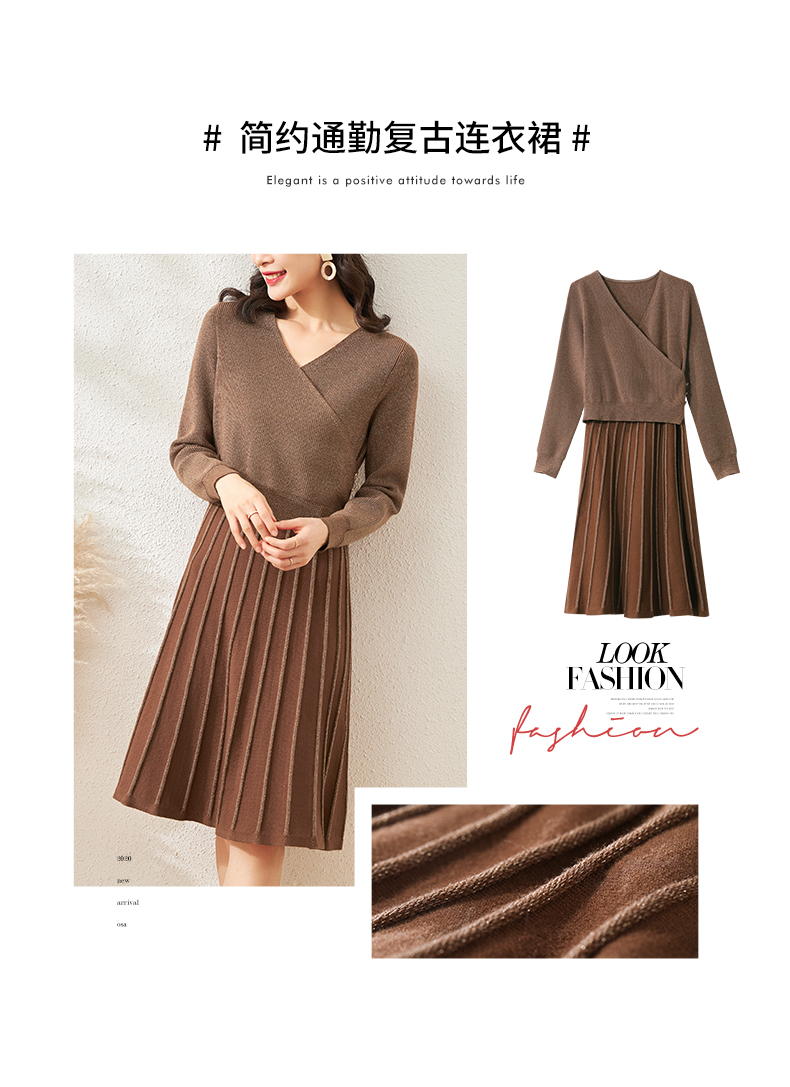 # 简约通勤复古连衣裙 #
Elegant is a positive attitude towards life
LOOK
FASHION
fashion
2020
new
arrival
osa